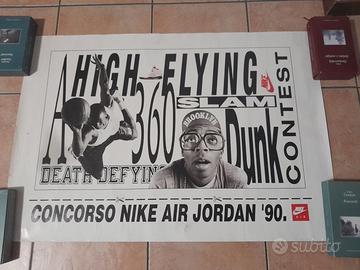 A HIGH-FLYING
360
SLAM
BROOKLYN
Dunk
CONTEST
DEATH DEFYING
CONCORSO NIKE AIR JORDAN '90.
subito